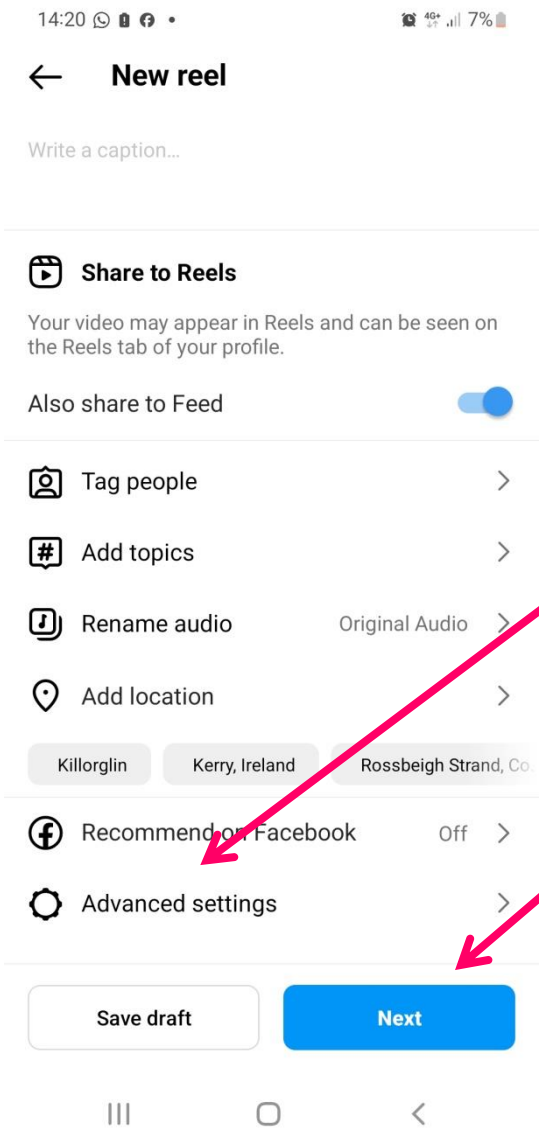 14:20
4G+ 7%
New reel
Write a caption...
Share to Reels
Your video may appear in Reels and can be seen on
the Reels tab of your profile.
Also share to Feed
Tag people
# Add topics
Rename audio Original Audio
Add location
Killorglin Kerry, Ireland Rossbeigh Strand, Co.
Recommend on Facebook Off
Advanced settings
Save draft Next